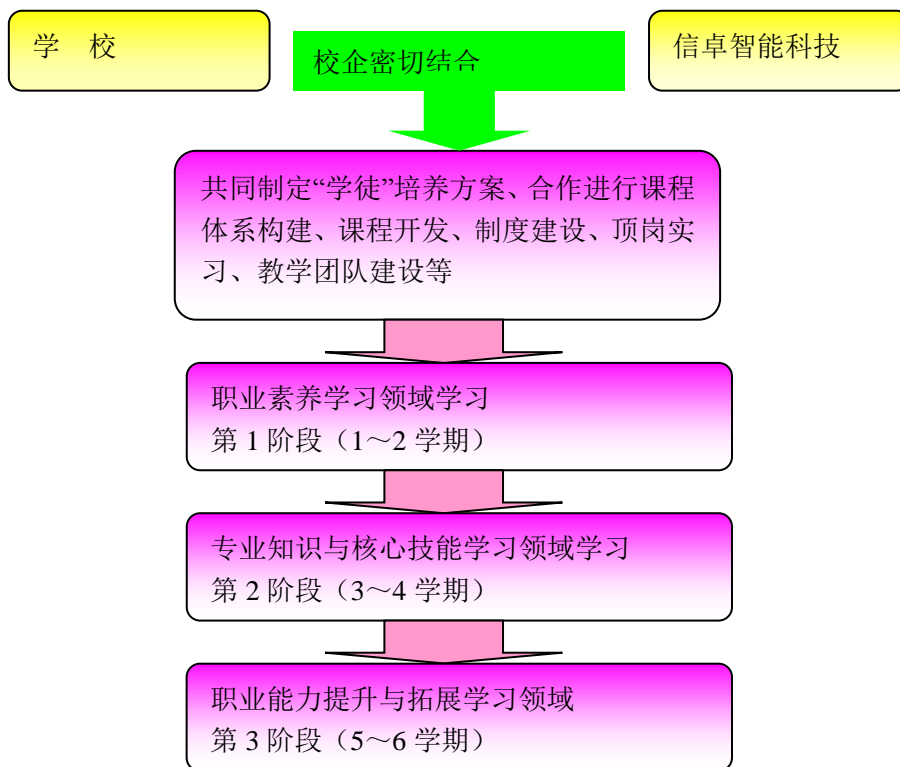 学 校
校企密切结合
信卓智能科技
共同制定“学徒”培养方案、合作进行课程
体系构建、课程开发、制度建设、顶岗实
习、教学团队建设等
职业素养学习领域学习
第 1 阶段（1～2 学期）
专业知识与核心技能学习领域学习
第 2 阶段（3～4 学期）
职业能力提升与拓展学习领域
第 3 阶段（5～6 学期）